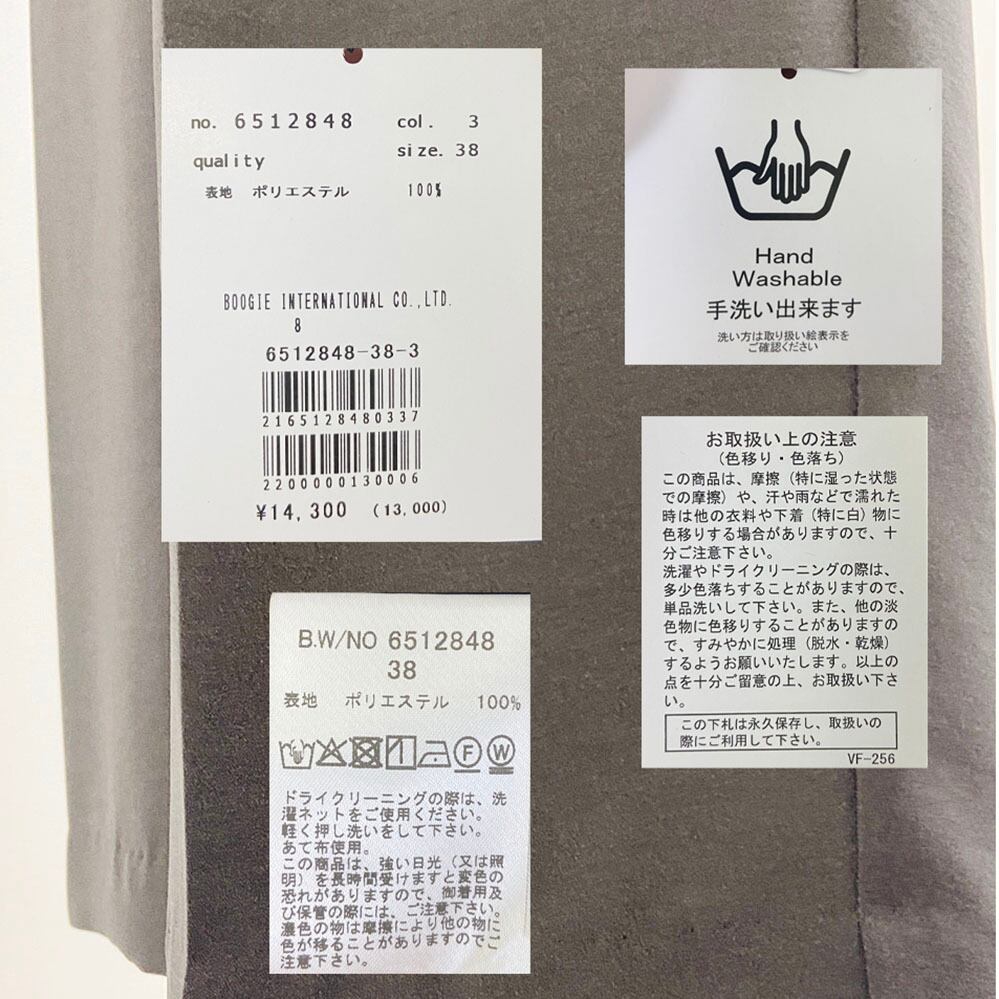 no. 6512848 col. 3
quality size. 38
表地 ポリエステル 100%
BOOGIE INTERNATIONAL CO.,LTD.
8
6512848-38-3
2165128480337
2200000130006
¥14,300 (13,000)
Hand
Washable
手洗い出来ます
洗い方は取り扱い絵表示を
ご確認ください
お取扱い上の注意
(色移り・色落ち)
この商品は、摩擦(特に湿った状態
での摩擦)や、汗や雨などで濡れた
時は他の衣料や下着(特に白)物に
色移りする場合がありますので、十
分ご注意下さい。
洗濯やドライクリーニングの際は、
多少色落ちすることがありますので、
単品洗いして下さい。また、他の淡
色物に色移りすることがありますの
で、すみやかに処理(脱水・乾燥)
するようお願いいたします。以上の
点を十分ご留意の上、お取扱い下さ
い。
この下札は永久保存し、取扱いの
際にご利用して下さい。
VF-256
B.W/NO 6512848
38
表地 ポリエステル 100%
F W
ドライクリーニングの際は、洗
濯ネットをご使用ください。
軽く押し洗いをして下さい。
あて布使用。
この商品は、強い日光(又は照
明)を長時間受けますと変色の
恐れがありますので、御着用及
び保管の際には、ご注意下さい。
濃色の物は摩擦により他の物に
色が移ることがありますのでご
注意下さい。